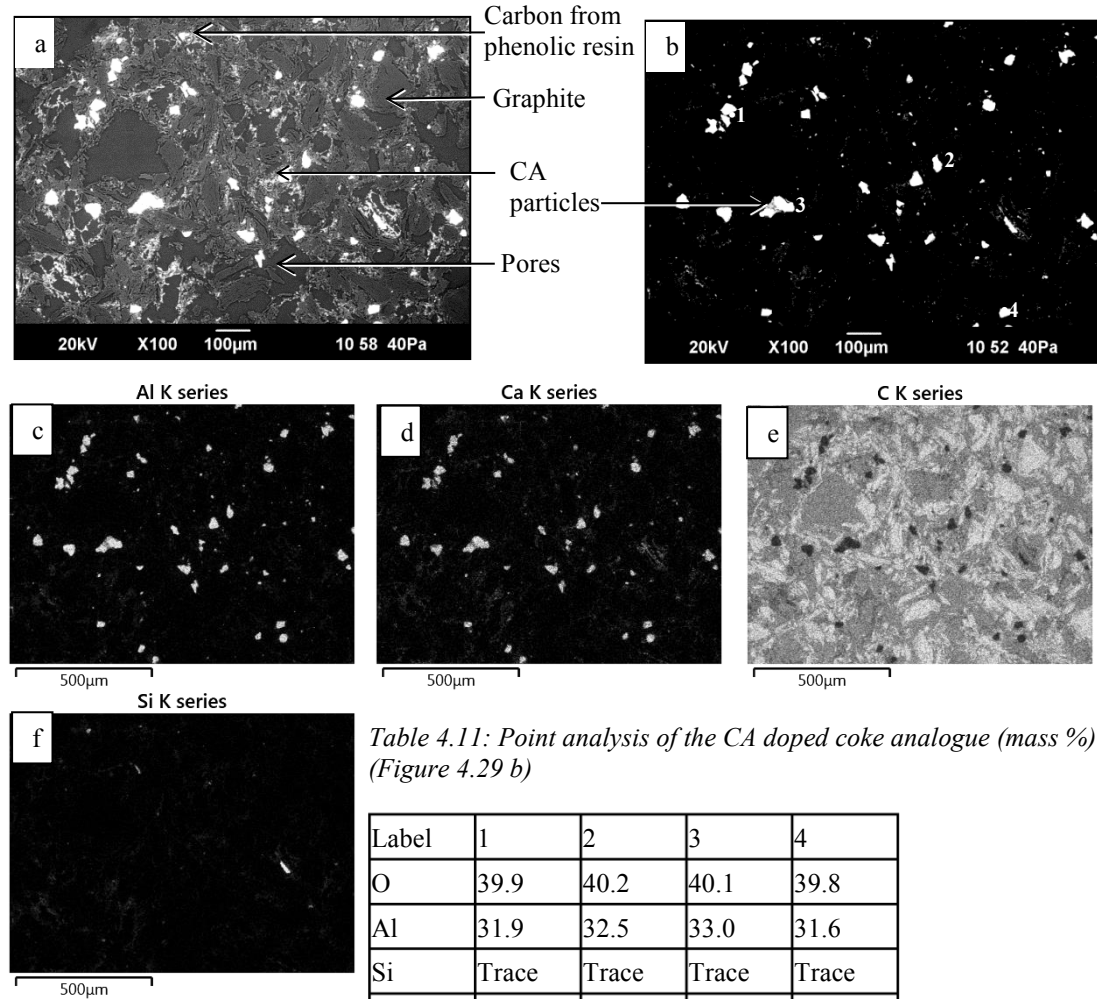 a
Carbon from
phenolic resin
Graphite
CA
particles
Pores
20kV X100 100µm 10 58 40Pa
b
1
2
3
4
20kV X100 100µm 10 52 40Pa
Al K series
c
500µm
Ca K series
d
500µm
C K series
e
500µm
Si K series
f
500µm
Table 4.11: Point analysis of the CA doped coke analogue (mass %)
(Figure 4.29 b)
Label 1 2 3 4
O 39.9 40.2 40.1 39.8
Al 31.9 32.5 33.0 31.6
Si Trace Trace Trace Trace